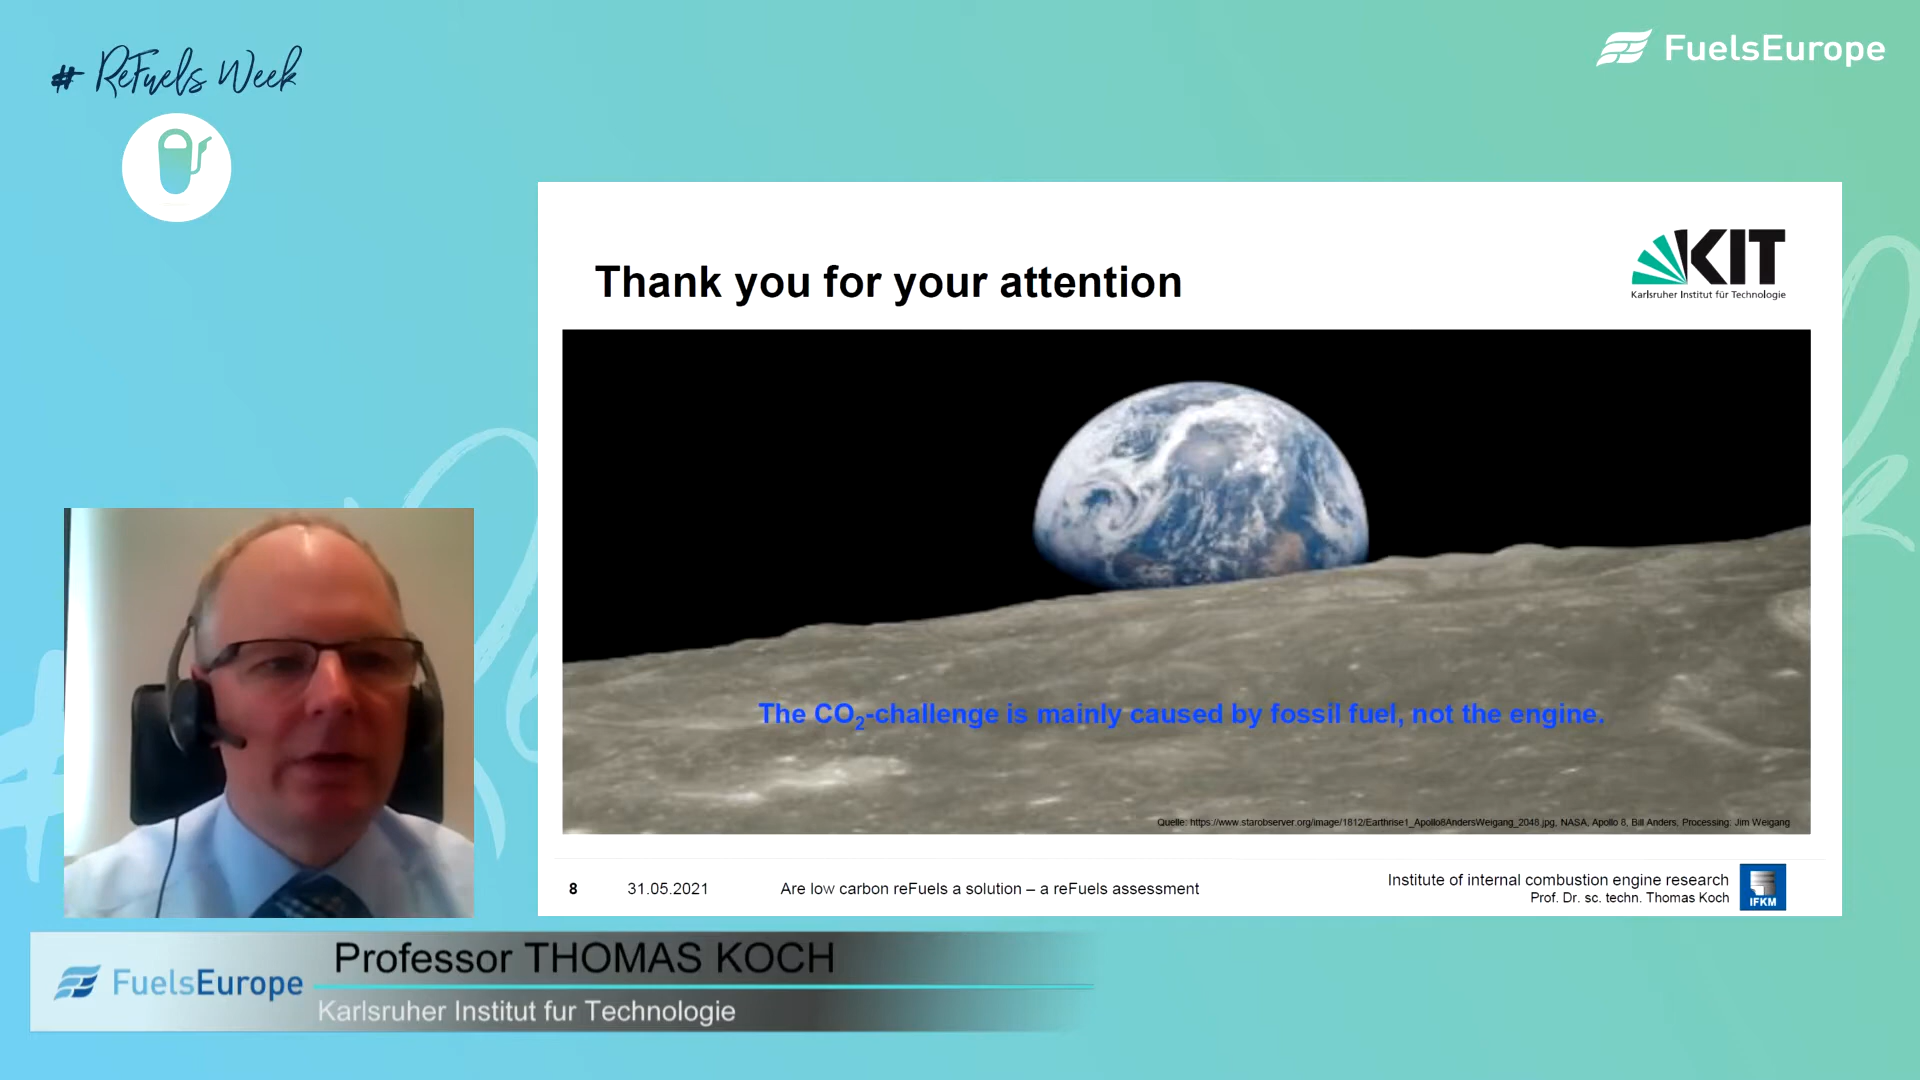 # ReFuels Week
FuelsEurope
Thank you for your attention
KIT
Karlsruher Institut für Technologie
The CO₂-challenge is mainly caused by fossil fuel, not the engine.
Quelle: https://www.starobserver.org/image/1812/Earthrise1_Apollo8AndersWeigang_2048.jpg, NASA, Apollo 8, Bill Anders; Processing: Jim Weigang
8 31.05.2021 Are low carbon reFuels a solution – a reFuels assessment
Institute of internal combustion engine research
Prof. Dr. sc. techn. Thomas Koch
IFKM
FuelsEurope
Professor THOMAS KOCH
Karlsruher Institut fur Technologie